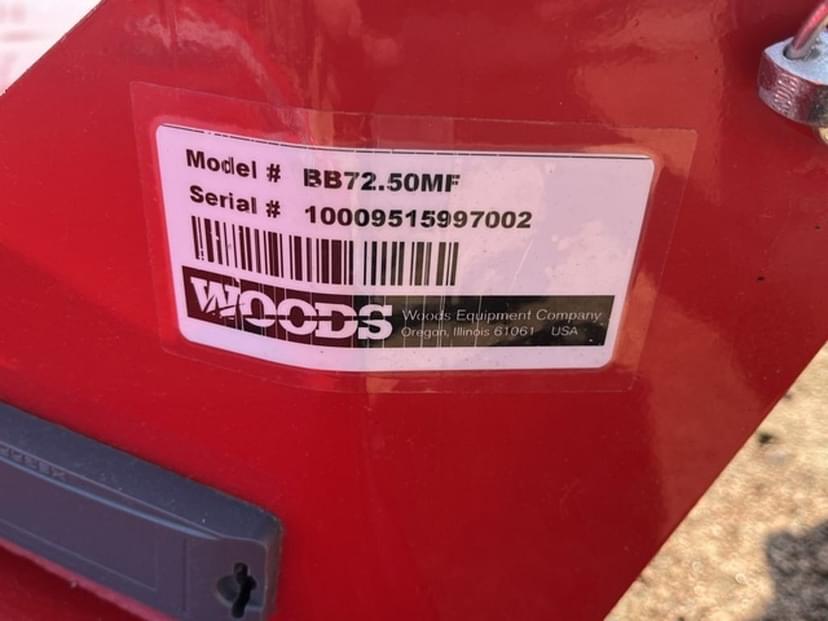 Model # BB72.50MF
Serial # 10009515997002
WOODS
Woods Equipment Company
Oregon, Illinois 61061 USA